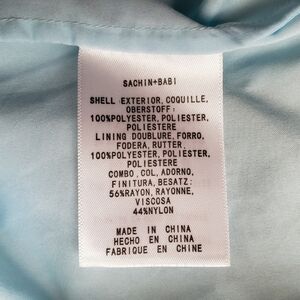 SACHIN+BABI
SHELL EXTERIOR, COQUILLE,
OBERSTOFF:
100%POLYESTER, POLIESTER,
POLIESTERE
LINING DOUBLURE, FORRO,
FODERA, RUTTER,
100%POLYESTER, POLIESTER,
POLIESTERE
COMBO, COL, ADORNO,
FINITURA, BESATZ:
56%RAYON, RAYONNE,
VISCOSA
44%NYLON
MADE IN CHINA
HECHO EN CHINA
FABRIQUE EN CHINE